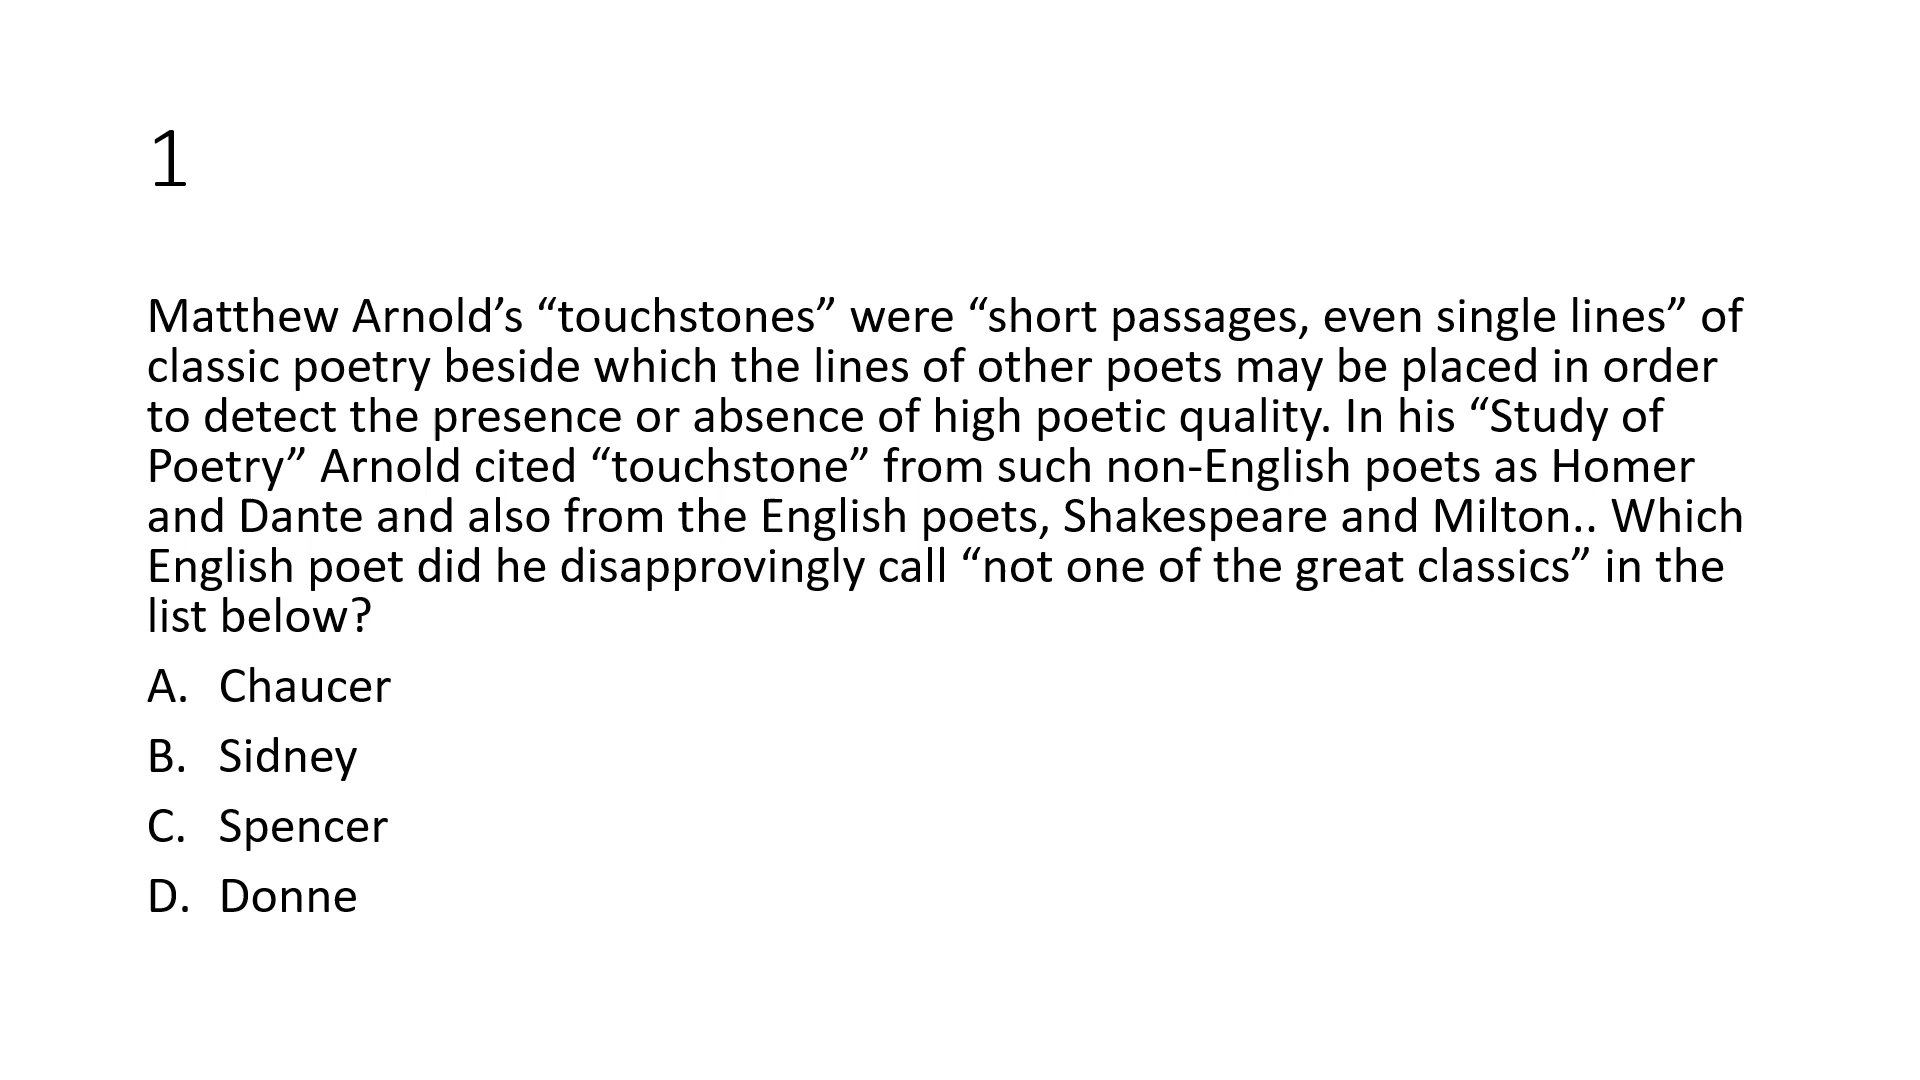 1
Matthew Arnold’s “touchstones” were “short passages, even single lines” of
classic poetry beside which the lines of other poets may be placed in order
to detect the presence or absence of high poetic quality. In his “Study of
Poetry” Arnold cited “touchstone” from such non-English poets as Homer
and Dante and also from the English poets, Shakespeare and Milton.. Which
English poet did he disapprovingly call “not one of the great classics” in the
list below?
A. Chaucer
B. Sidney
C. Spencer
D. Donne